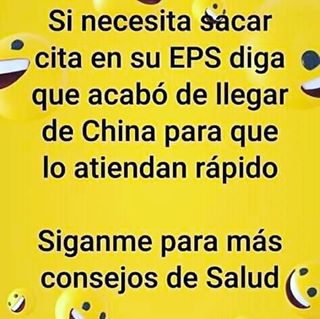 Si necesita sacar
cita en su EPS diga
que acabó de llegar
de China para que
lo atiendan rápido
Siganme para más
consejos de Salud